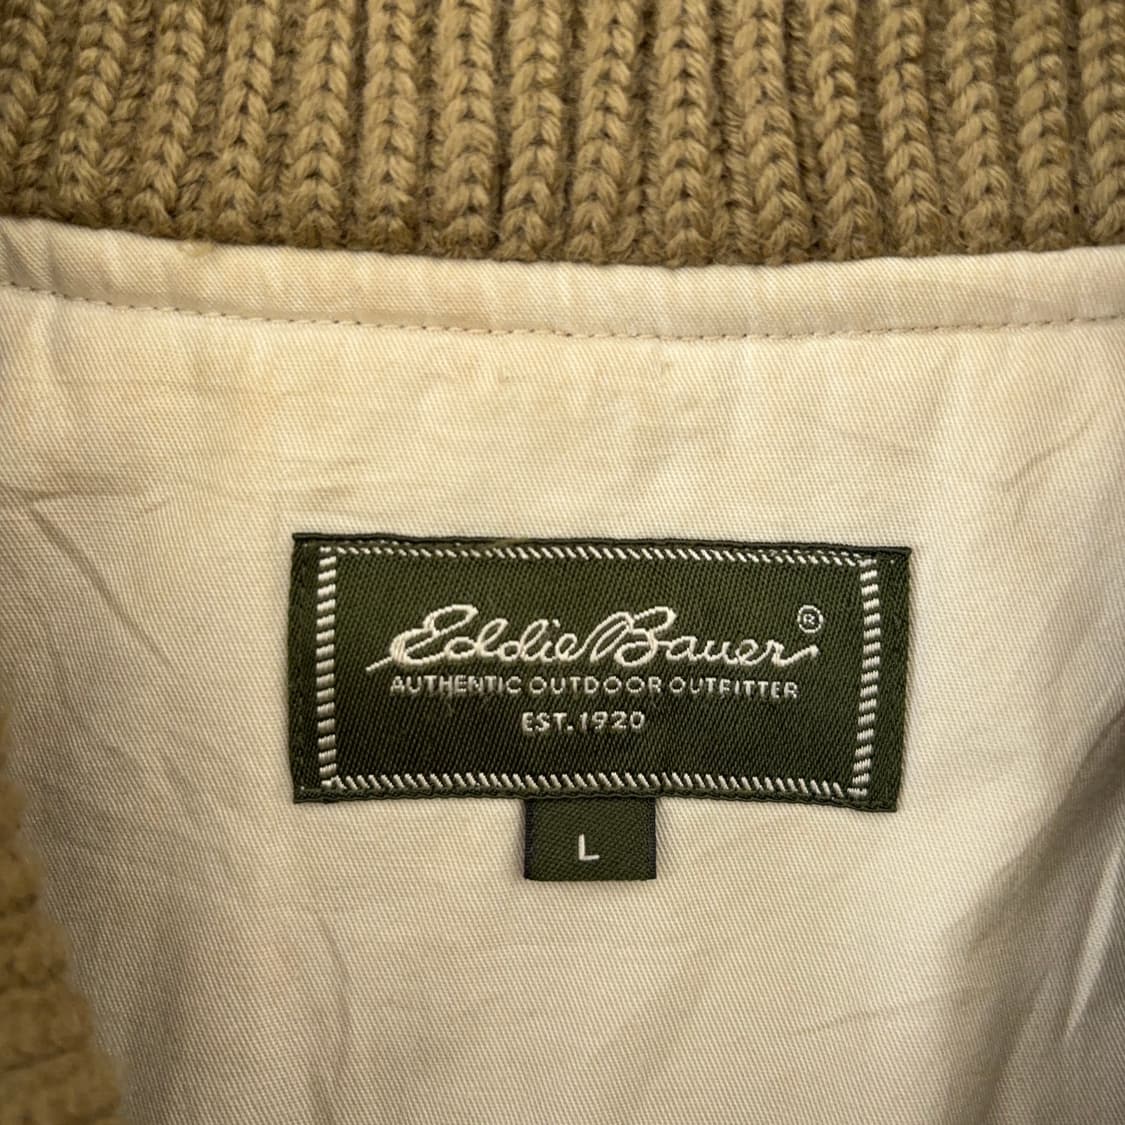 Eddie Bauer ®
AUTHENTIC OUTDOOR OUTFITTER
EST. 1920
L